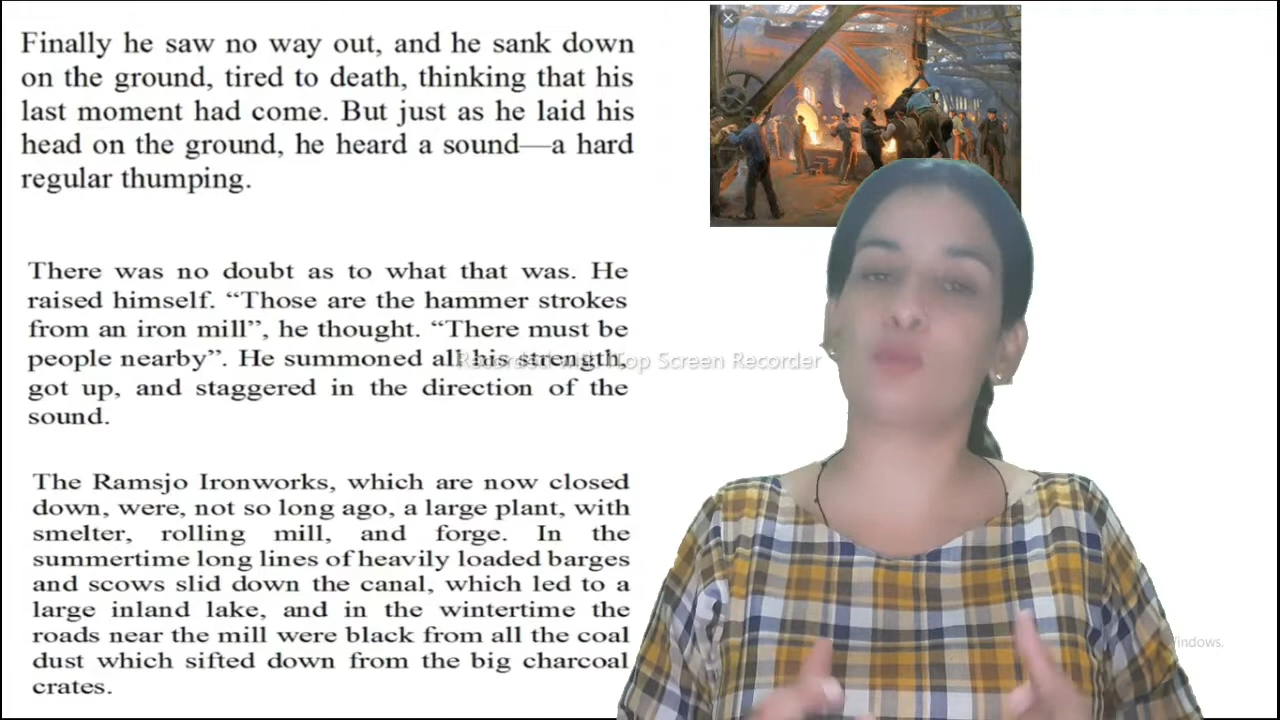 Finally he saw no way out, and he sank down
on the ground, tired to death, thinking that his
last moment had come. But just as he laid his
head on the ground, he heard a sound—a hard
regular thumping.
There was no doubt as to what that was. He
raised himself. “Those are the hammer strokes
from an iron mill”, he thought. “There must be
people nearby”. He summoned all his strength,
got up, and staggered in the direction of the
sound.
Recorded with iTop Screen Recorder
The Ramsjo Ironworks, which are now closed
down, were, not so long ago, a large plant, with
smelter, rolling mill, and forge. In the
summertime long lines of heavily loaded barges
and scows slid down the canal, which led to a
large inland lake, and in the wintertime the
roads near the mill were black from all the coal
dust which sifted down from the big charcoal
crates.